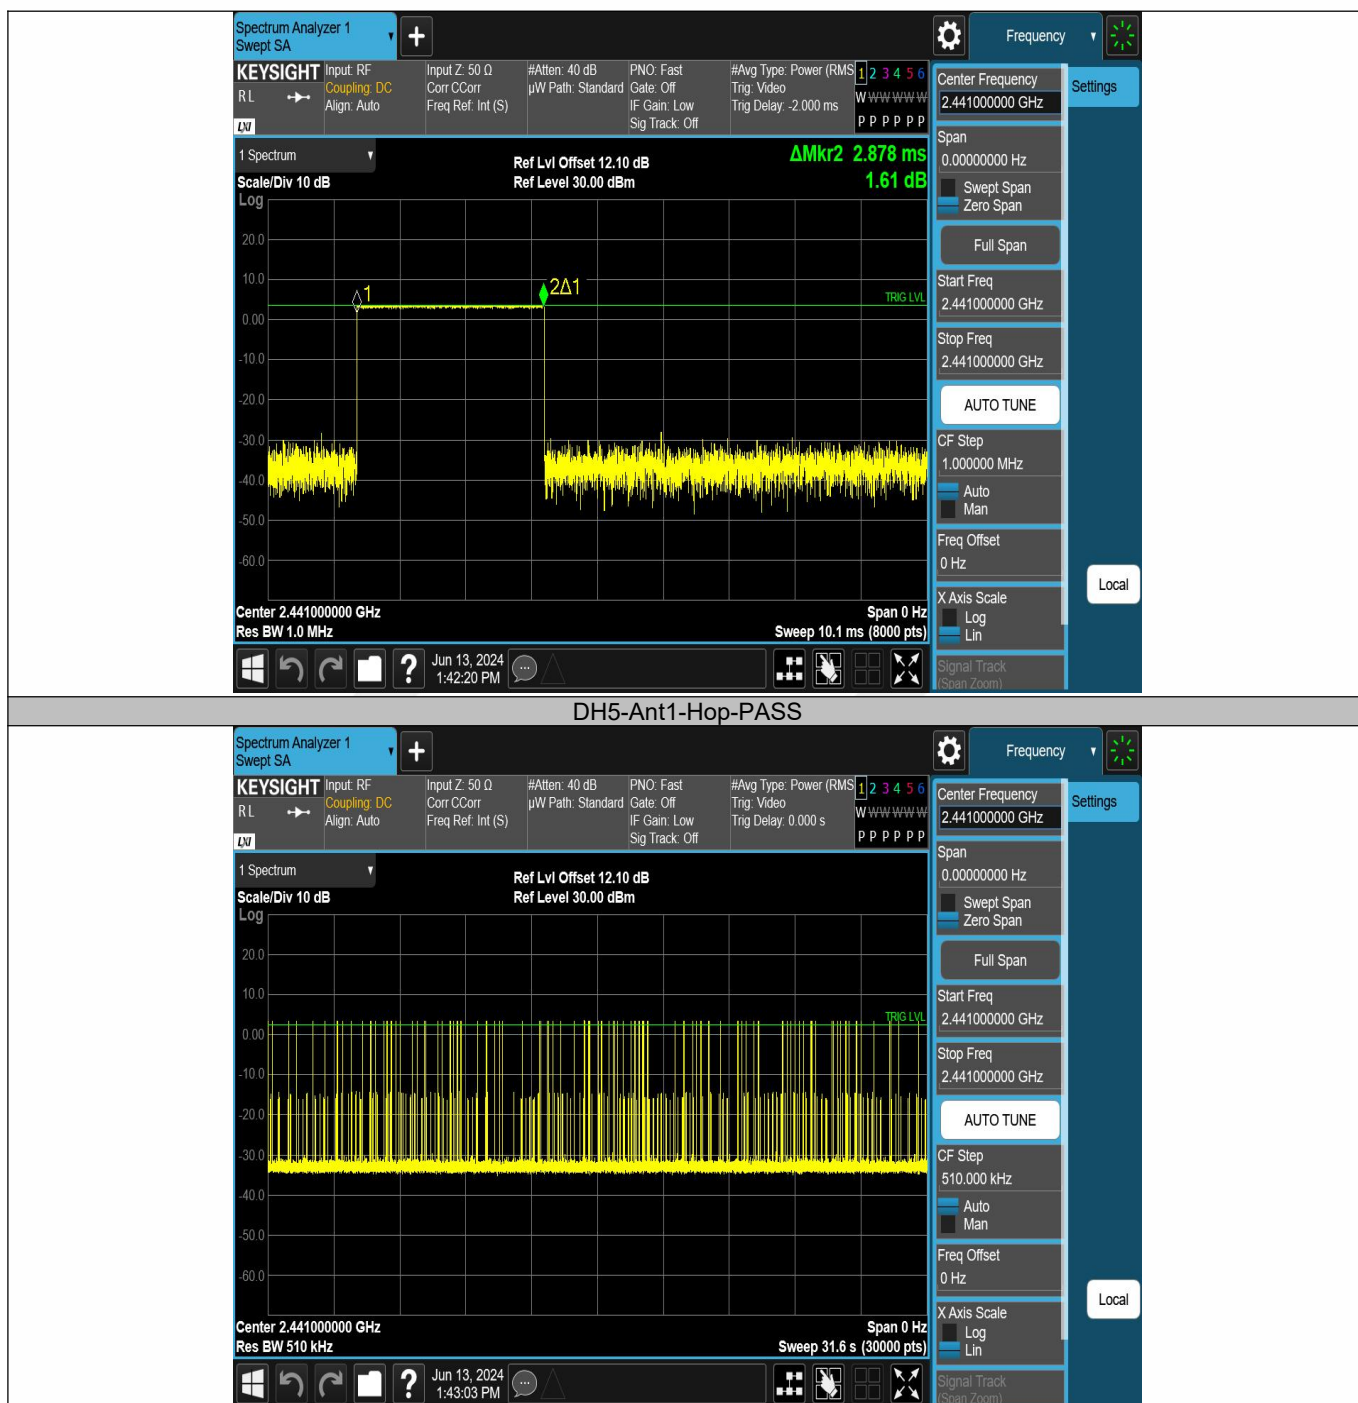 Spectrum Analyzer 1
Swept SA
Frequency
KEYSIGHT
RL
LXI
Input: RF
Coupling: DC
Align: Auto
Input Z: 50 Ω
Corr CCorr
Freq Ref: Int (S)
#Atten: 40 dB
µW Path: Standard
PNO: Fast
Gate: Off
IF Gain: Low
Sig Track: Off
#Avg Type: Power (RMS
Trig: Video
Trig Delay: -2.000 ms
1 2 3 4 5 6
W W W W W W
P P P P P P
1 Spectrum
Scale/Div 10 dB
Log
Ref Lvl Offset 12.10 dB
Ref Level 30.00 dBm
ΔMkr2 2.878 ms
1.61 dB
20.0
10.0
0.00
-10.0
-20.0
-30.0
-40.0
-50.0
-60.0
1
2Δ1
TRIG LVL
Center 2.441000000 GHz
Res BW 1.0 MHz
Span 0 Hz
Sweep 10.1 ms (8000 pts)
Jun 13, 2024
1:42:20 PM
Center Frequency
2.441000000 GHz
Settings
Span
0.00000000 Hz
Swept Span
Zero Span
Full Span
Start Freq
2.441000000 GHz
Stop Freq
2.441000000 GHz
AUTO TUNE
CF Step
1.000000 MHz
Auto
Man
Freq Offset
0 Hz
X Axis Scale
Log
Lin
Signal Track
(Span Zoom)
Local
DH5-Ant1-Hop-PASS
Spectrum Analyzer 1
Swept SA
Frequency
KEYSIGHT
RL
LXI
Input: RF
Coupling: DC
Align: Auto
Input Z: 50 Ω
Corr CCorr
Freq Ref: Int (S)
#Atten: 40 dB
µW Path: Standard
PNO: Fast
Gate: Off
IF Gain: Low
Sig Track: Off
#Avg Type: Power (RMS
Trig: Video
Trig Delay: 0.000 s
1 2 3 4 5 6
W W W W W W
P P P P P P
1 Spectrum
Scale/Div 10 dB
Log
Ref Lvl Offset 12.10 dB
Ref Level 30.00 dBm
20.0
10.0
0.00
-10.0
-20.0
-30.0
-40.0
-50.0
-60.0
TRIG LVL
Center 2.441000000 GHz
Res BW 510 kHz
Span 0 Hz
Sweep 31.6 s (30000 pts)
Jun 13, 2024
1:43:03 PM
Center Frequency
2.441000000 GHz
Settings
Span
0.00000000 Hz
Swept Span
Zero Span
Full Span
Start Freq
2.441000000 GHz
Stop Freq
2.441000000 GHz
AUTO TUNE
CF Step
510.000 kHz
Auto
Man
Freq Offset
0 Hz
X Axis Scale
Log
Lin
Signal Track
(Span Zoom)
Local